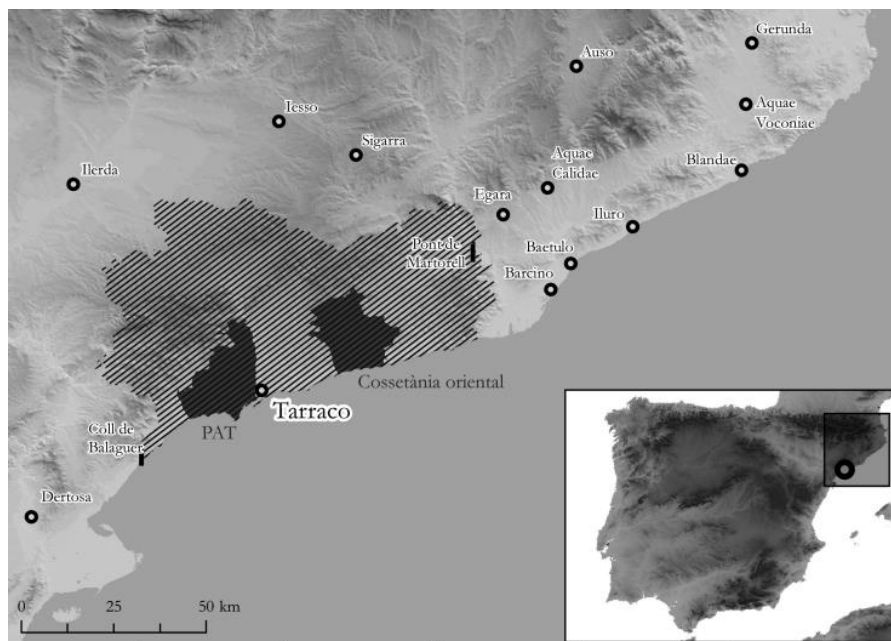 Gerunda
Auso
Aquae
Voconiae
Iesso
Sigarra
Blandae
Aquae
Calidae
Ilerda
Egara
Iluro
Pont de
Martorell
Baetulo
Barcino
Cossetània oriental
Tarraco
PAT
Coll de
Balaguer
Dertosa
0 25 50 km